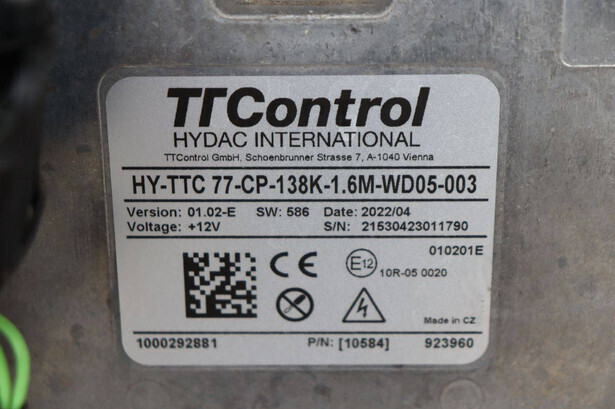 TTControl
HYDAC INTERNATIONAL
TTControl GmbH, Schoenbrunner Strasse 7, A-1040 Vienna
HY-TTC 77-CP-138K-1.6M-WD05-003
Version: 01.02-E SW: 586 Date: 2022/04
Voltage: +12V S/N: 21530423011790
010201E
CE E12 10R-05 0020
Made in CZ
1000292881 P/N: [10584] 923960